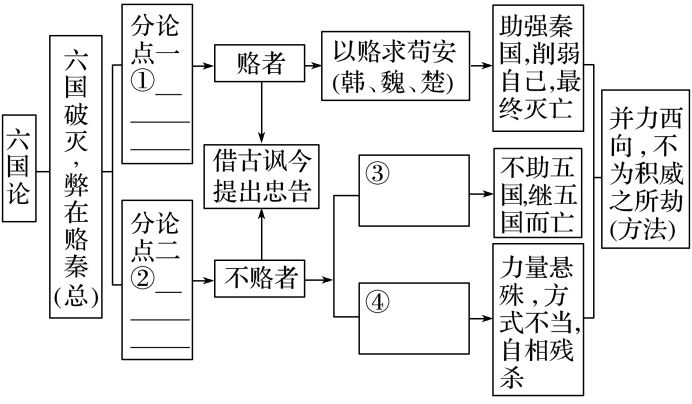 六国论
六国破灭，弊在赂秦(总)
分论
点一
①
赂者
以赂求苟安
(韩、魏、楚)
助强秦
国,削弱
自己,最
终灭亡
借古讽今
提出忠告
分论
点二
②
不赂者
③
不助五
国,继五
国而亡
④
力量悬
殊，方
式不当,
自相残
杀
并力西
向，不
为积威
之所劫
(方法)